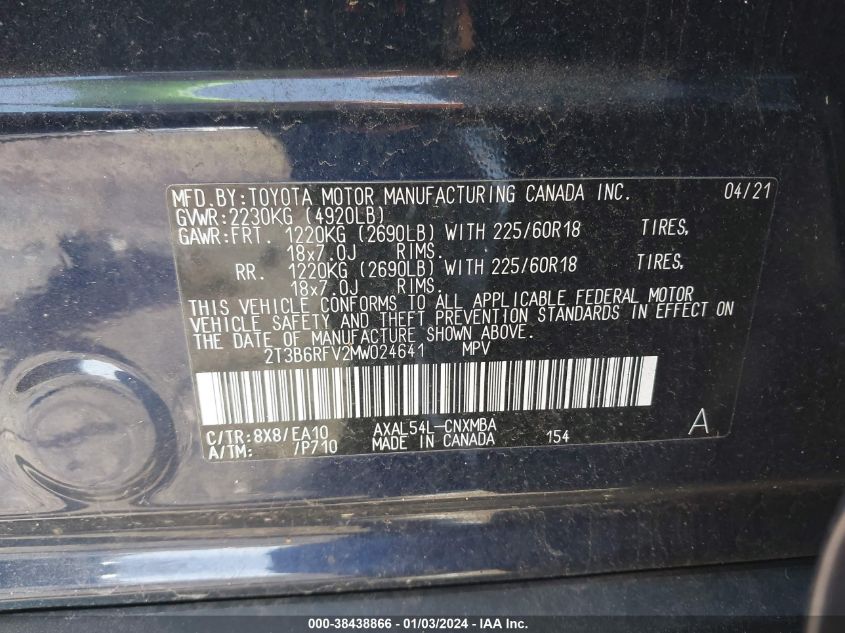 MFD.BY:TOYOTA MOTOR MANUFACTURING CANADA INC. 04/21
GVWR:2230KG (4920LB)
GAWR:FRT. 1220KG (2690LB) WITH 225/60R18 TIRES,
18x7.0J RIMS.
RR. 1220KG (2690LB) WITH 225/60R18 TIRES,
18x7.0J RIMS.
THIS VEHICLE CONFORMS TO ALL APPLICABLE FEDERAL MOTOR
VEHICLE SAFETY AND THEFT PREVENTION STANDARDS IN EFFECT ON
THE DATE OF MANUFACTURE SHOWN ABOVE.
2T3B6RFV2MW024641 MPV
C/TR:8X8/EA10 AXAL54L-CNXMBA A
A/TM: /P710 MADE IN CANADA 154
000-38438866 - 01/03/2024 - IAA, Inc.